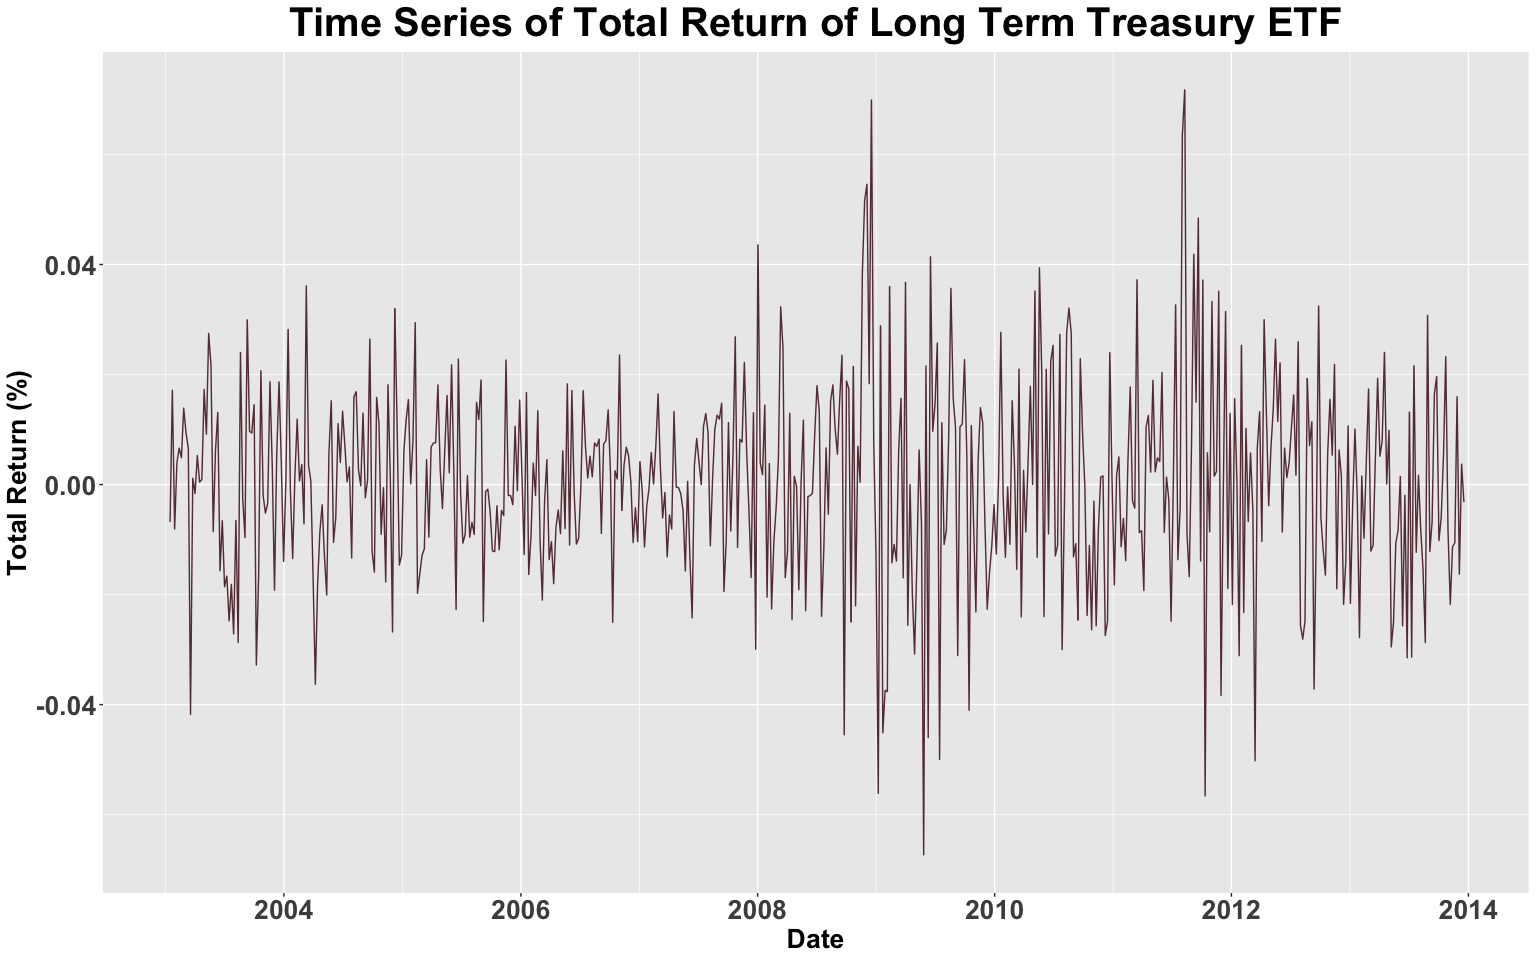 Time Series of Total Return of Long Term Treasury ETF
Total Return (%)
0.04
0.00
-0.04
2004 2006 2008 2010 2012 2014
Date